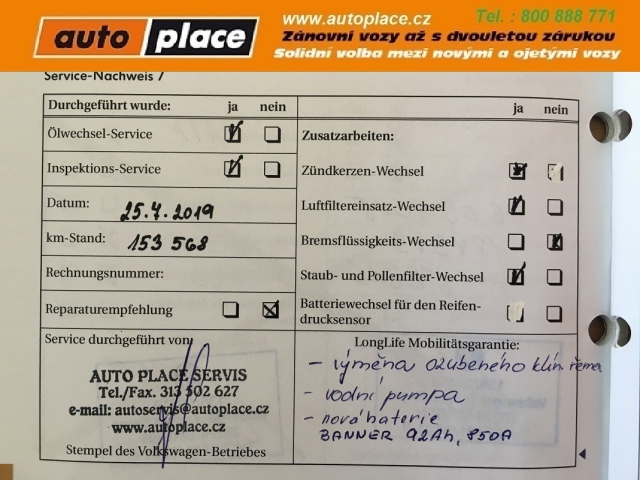 auto place
www.autoplace.cz
Tel. : 800 888 771
Zánovní vozy až s dvouletou zárukou
Solidní volba mezi novými a ojetými vozy
Service-Nachweis 7
Durchgeführt wurde: ja nein
Ölwechsel-Service
Inspektions-Service
Datum: 25.4.2019
km-Stand: 153 568
Rechnungsnummer:
Reparaturempfehlung
ja nein
Zusatzarbeiten:
Zündkerzen-Wechsel
Luftfiltereinsatz-Wechsel
Bremsflüssigkeits-Wechsel
Staub- und Pollenfilter-Wechsel
Batteriewechsel für den Reifen-
drucksensor
Service durchgeführt von
AUTO PLACE SERVIS
Tel./Fax. 313 502 627
e-mail: autoservis@autoplace.cz
www.autoplace.cz
Stempel des Volkswagen-Betriebes
LongLife Mobilitätsgarantie:
- výměna ozubeného klín. řemen
- vodní pumpa
- nová baterie
BANNER 92Ah, 850A